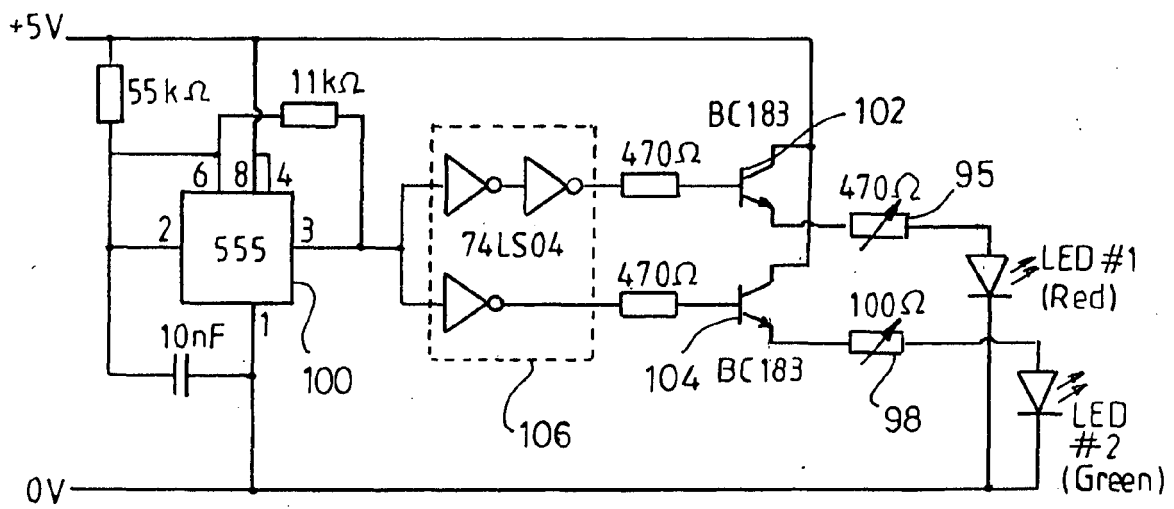 +5V
55kΩ
11kΩ
6 8 4
2 555 3
1
10nF
100
74LS04
106
470Ω
470Ω
BC183
102
BC183
104
470Ω
95
100Ω
98
LED #1
(Red)
LED
#2
(Green)
0V